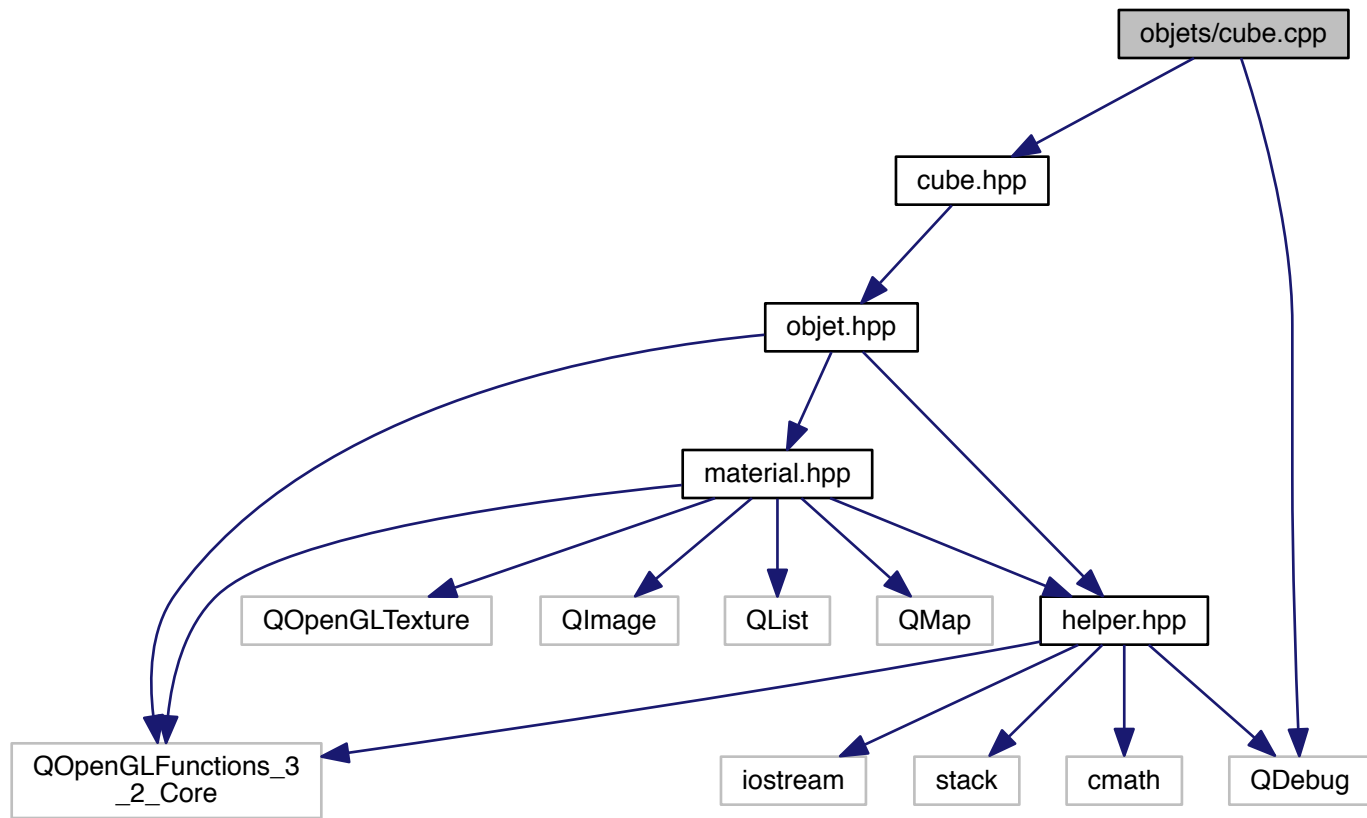 objets/cube.cpp
cube.hpp
objet.hpp
material.hpp
QOpenGLTexture
QImage
QList
QMap
helper.hpp
QOpenGLFunctions_3
_2_Core
iostream
stack
cmath
QDebug